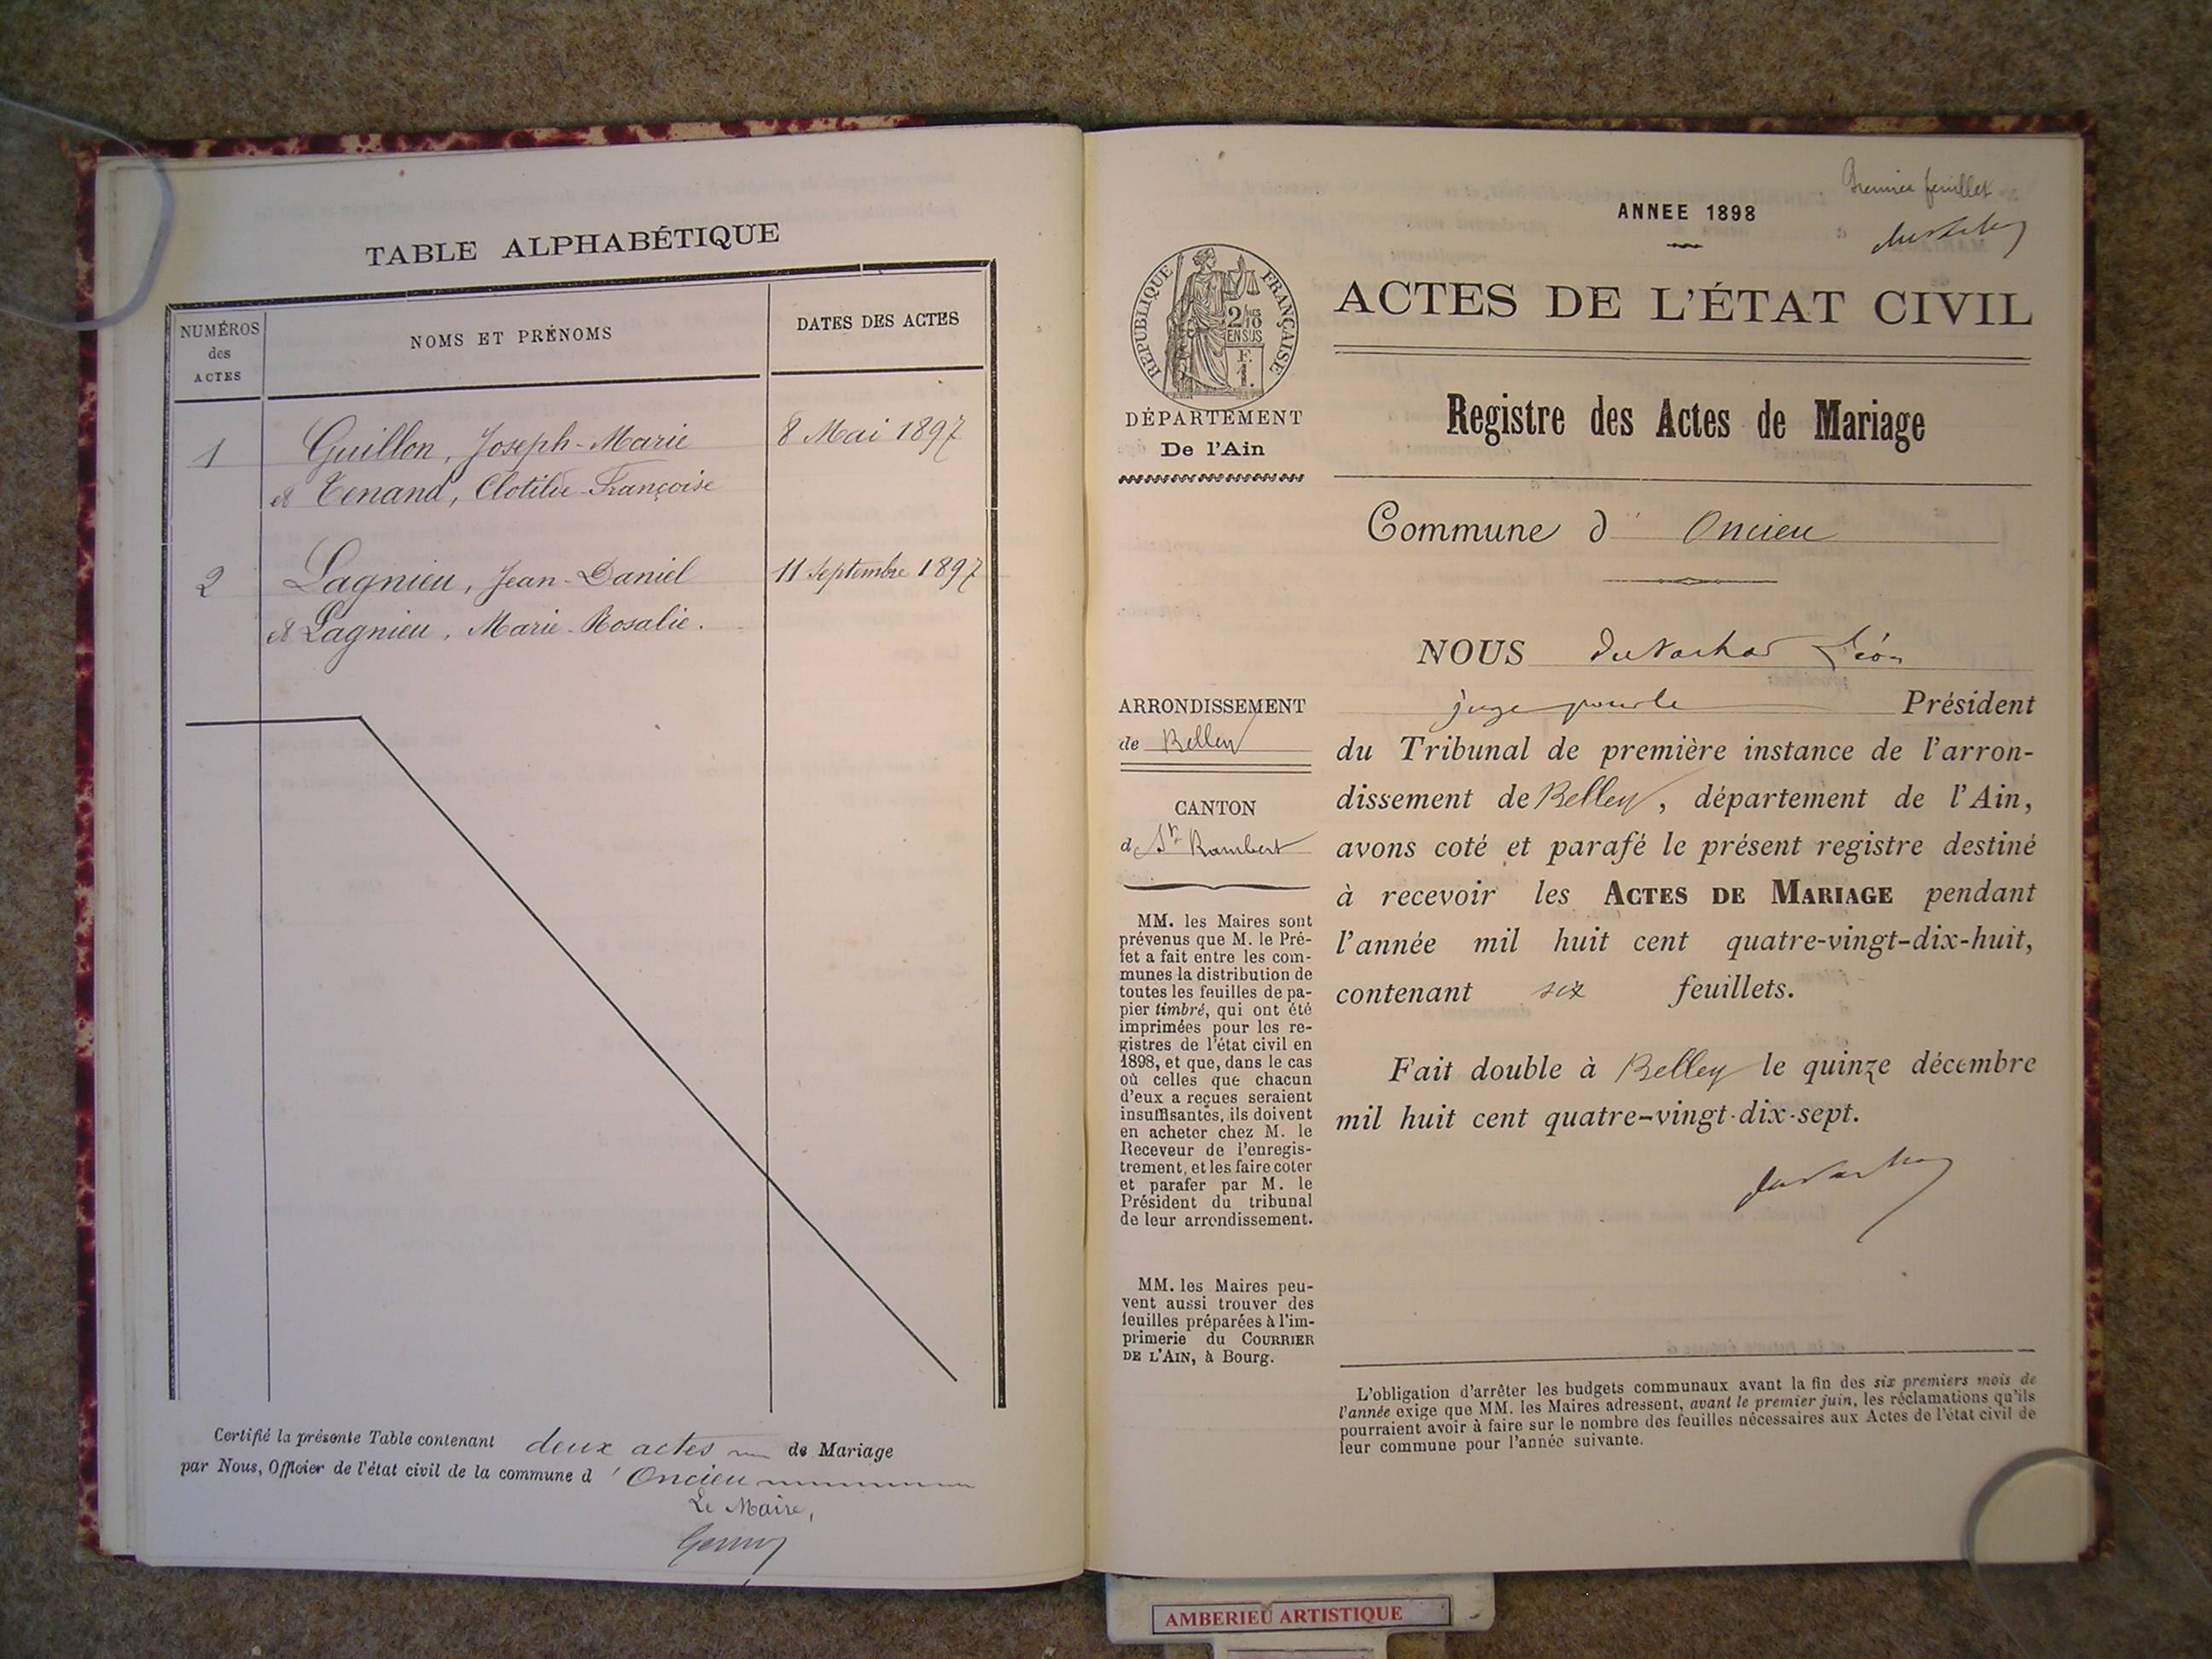 TABLE ALPHABÉTIQUE
NUMÉROS
des
ACTES
NOMS ET PRÉNOMS
DATES DES ACTES
1 Guillon, Joseph-Marie 8 Mai 1897
et Tenand, Clotilde-Françoise
2 Lagnieu, Jean-Daniel 11 Septembre 1897
et Lagnieu, Marie-Rosalie.
Certifié la présente Table contenant deux actes de Mariage
par Nous, Officier de l'état civil de la commune d'Oncieu
Le Maire,
Premier feuillet
ANNEE 1898
REPUBLIQUE FRANÇAISE
2/10
EN SUS
F.
1.
DÉPARTEMENT
De l'Ain
ACTES DE L'ÉTAT CIVIL
Registre des Actes de Mariage
Commune d' Oncieu
NOUS Léon
juge pour le Président
du Tribunal de première instance de l'arron-
dissement de Belley, département de l'Ain,
avons coté et parafé le présent registre destiné
à recevoir les ACTES DE MARIAGE pendant
l'année mil huit cent quatre-vingt-dix-huit,
contenant six feuillets.
Fait double à Belley le quinze décembre
mil huit cent quatre-vingt-dix-sept.
ARRONDISSEMENT
de Belley
CANTON
de St Rambert
MM. les Maires sont
prévenus que M. le Pré-
fet a fait entre les com-
munes la distribution de
toutes les feuilles de pa-
pier timbré, qui ont été
imprimées pour les re-
gistres de l'état civil en
1898, et que, dans le cas
où celles que chacun
d'eux a reçues seraient
insuffisantes, ils doivent
en acheter chez M. le
Receveur de l'enregis-
trement, et les faire coter
et parafer par M. le
Président du tribunal
de leur arrondissement.
MM. les Maires peu-
vent aussi trouver des
feuilles préparées à l'im-
primerie du COURRIER
DE L'AIN, à Bourg.
L'obligation d'arrêter les budgets communaux avant la fin des six premiers mois de
l'année exige que MM. les Maires adressent, avant le premier juin, les réclamations qu'ils
pourraient avoir à faire sur le nombre des feuilles nécessaires aux Actes de l'état civil de
leur commune pour l'année suivante.
AMBERIEU ARTISTIQUE